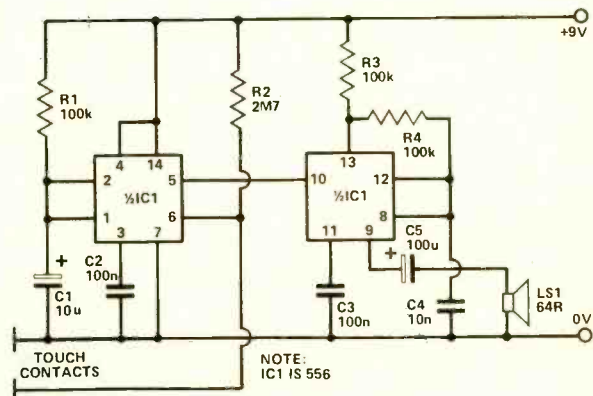 +9V
R1
100k
R2
2M7
R3
100k
R4
100k
4
14
13
2
5
10
12
½IC1
½IC1
1
6
8
3
7
11
9
C5
100u
+
+
C2
100n
C1
10u
C3
100n
C4
10n
LS1
64R
0V
TOUCH
CONTACTS
NOTE:
IC1 IS 556